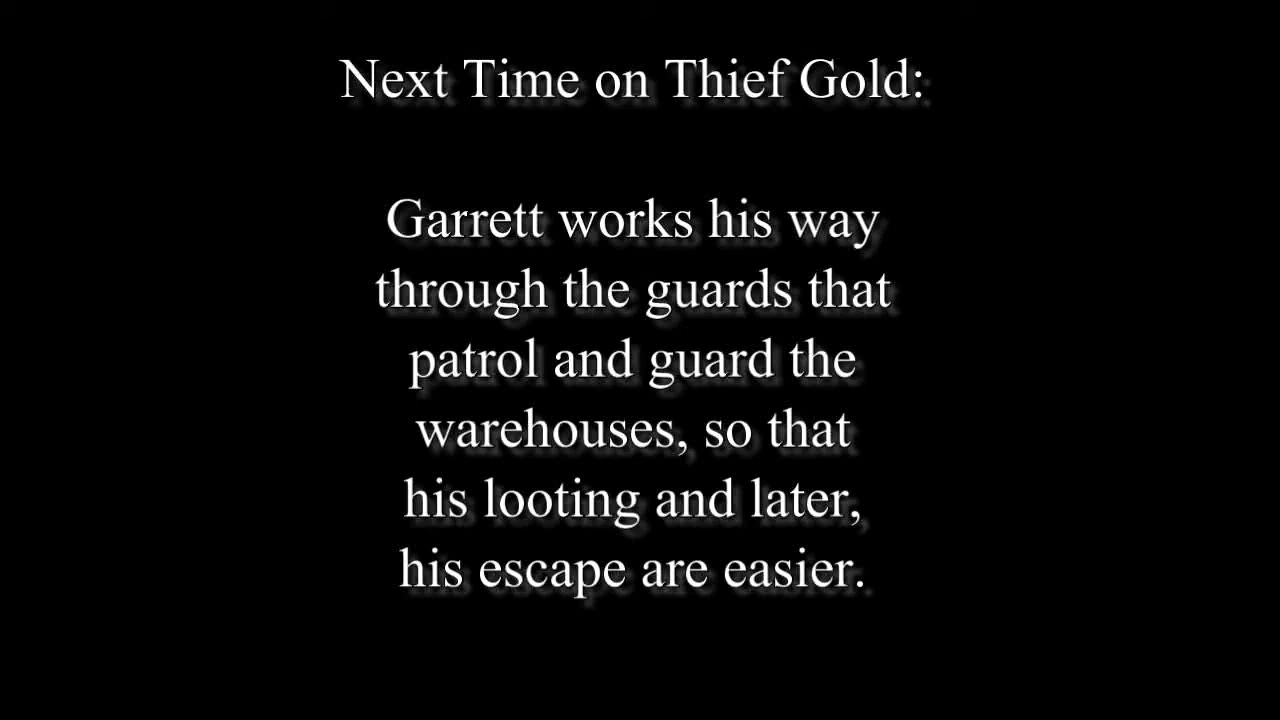 Next Time on Thief Gold:
Garrett works his way
through the guards that
patrol and guard the
warehouses, so that
his looting and later,
his escape are easier.